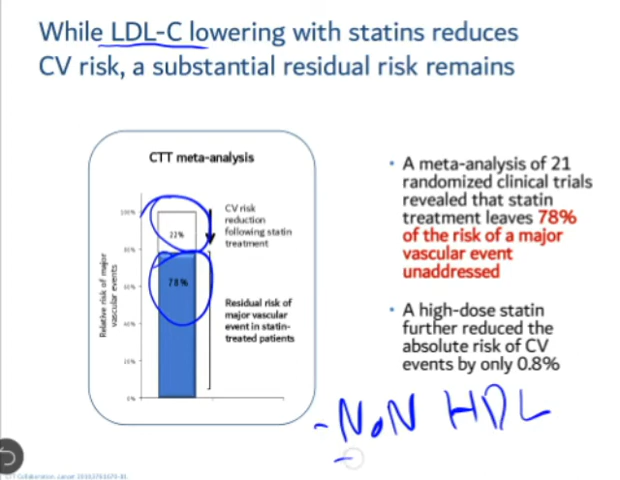 While LDL-C lowering with statins reduces
CV risk, a substantial residual risk remains
CTT meta-analysis
100%
80%
60%
40%
20%
0%
Relative risk of major
vascular events
22%
78%
CV risk
reduction
following statin
treatment
Residual risk of
major vascular
event in statin-
treated patients
• A meta-analysis of 21
randomized clinical trials
revealed that statin
treatment leaves 78%
of the risk of a major
vascular event
unaddressed
• A high-dose statin
further reduced the
absolute risk of CV
events by only 0.8%
- NoN HDL
-
CTT Collaboration. Lancet